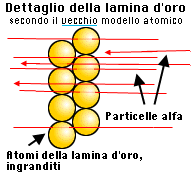 Dettaglio della lamina d'oro
secondo il vecchio modello atomico
Particelle alfa
Atomi della lamina d'oro,
ingranditi